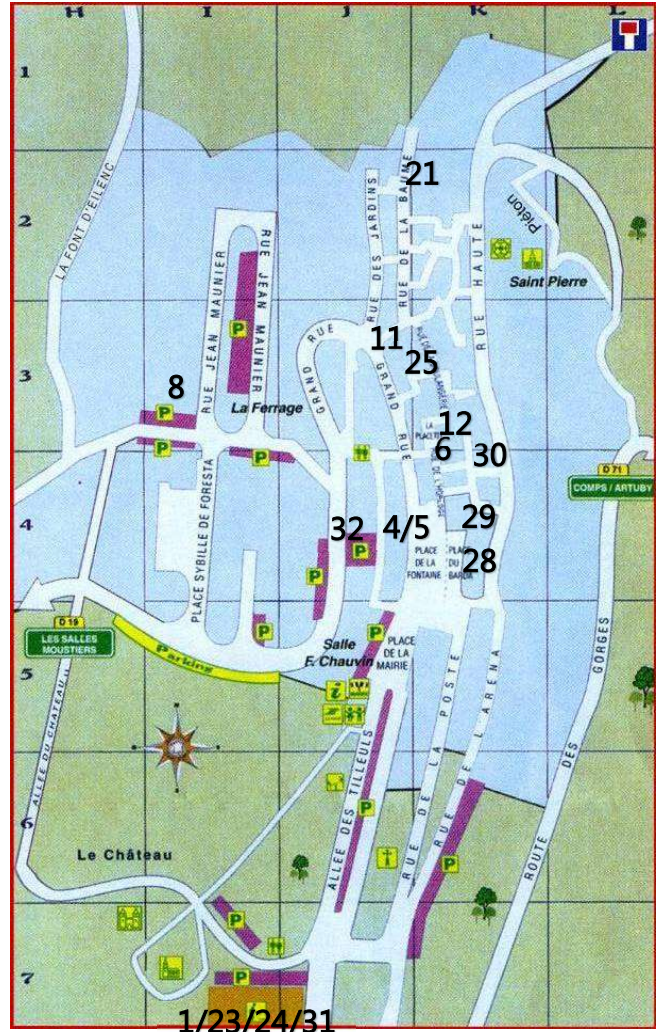 H I J K L
1
LA FONT D'EILENC
21
2
RUE DES JARDINS
RUE DE LA BAUME
Piéton
RUE JEAN MAUNIER
RUE JEAN MAUNIER
RUE HAUTE
Saint Pierre
P
GRAND RUE
11
25
3
8
P
La Ferrage
GRAND RUE
LA
PLACETTE
12
6
30
P
P
D 71
COMPS / ARTUBY
4
PLACE SYBILLE DE FORESTA
32
4/5
29
P
PLACE
DE LA
FONTAINE
PLACE
DU
BARDA
28
P
D 19
LES SALLES
MOUSTIERS
Parking
P
P
Salle
F. Chauvin
PLACE
DE LA
MAIRIE
5
i
ALLEE DU CHATEAU
ALLEE DES TILLEULS
RUE DE LA POSTE
RUE DE L'ARENA
ROUTE DES GORGES
P
6
Le Château
P
P
7
P
1/23/24/31